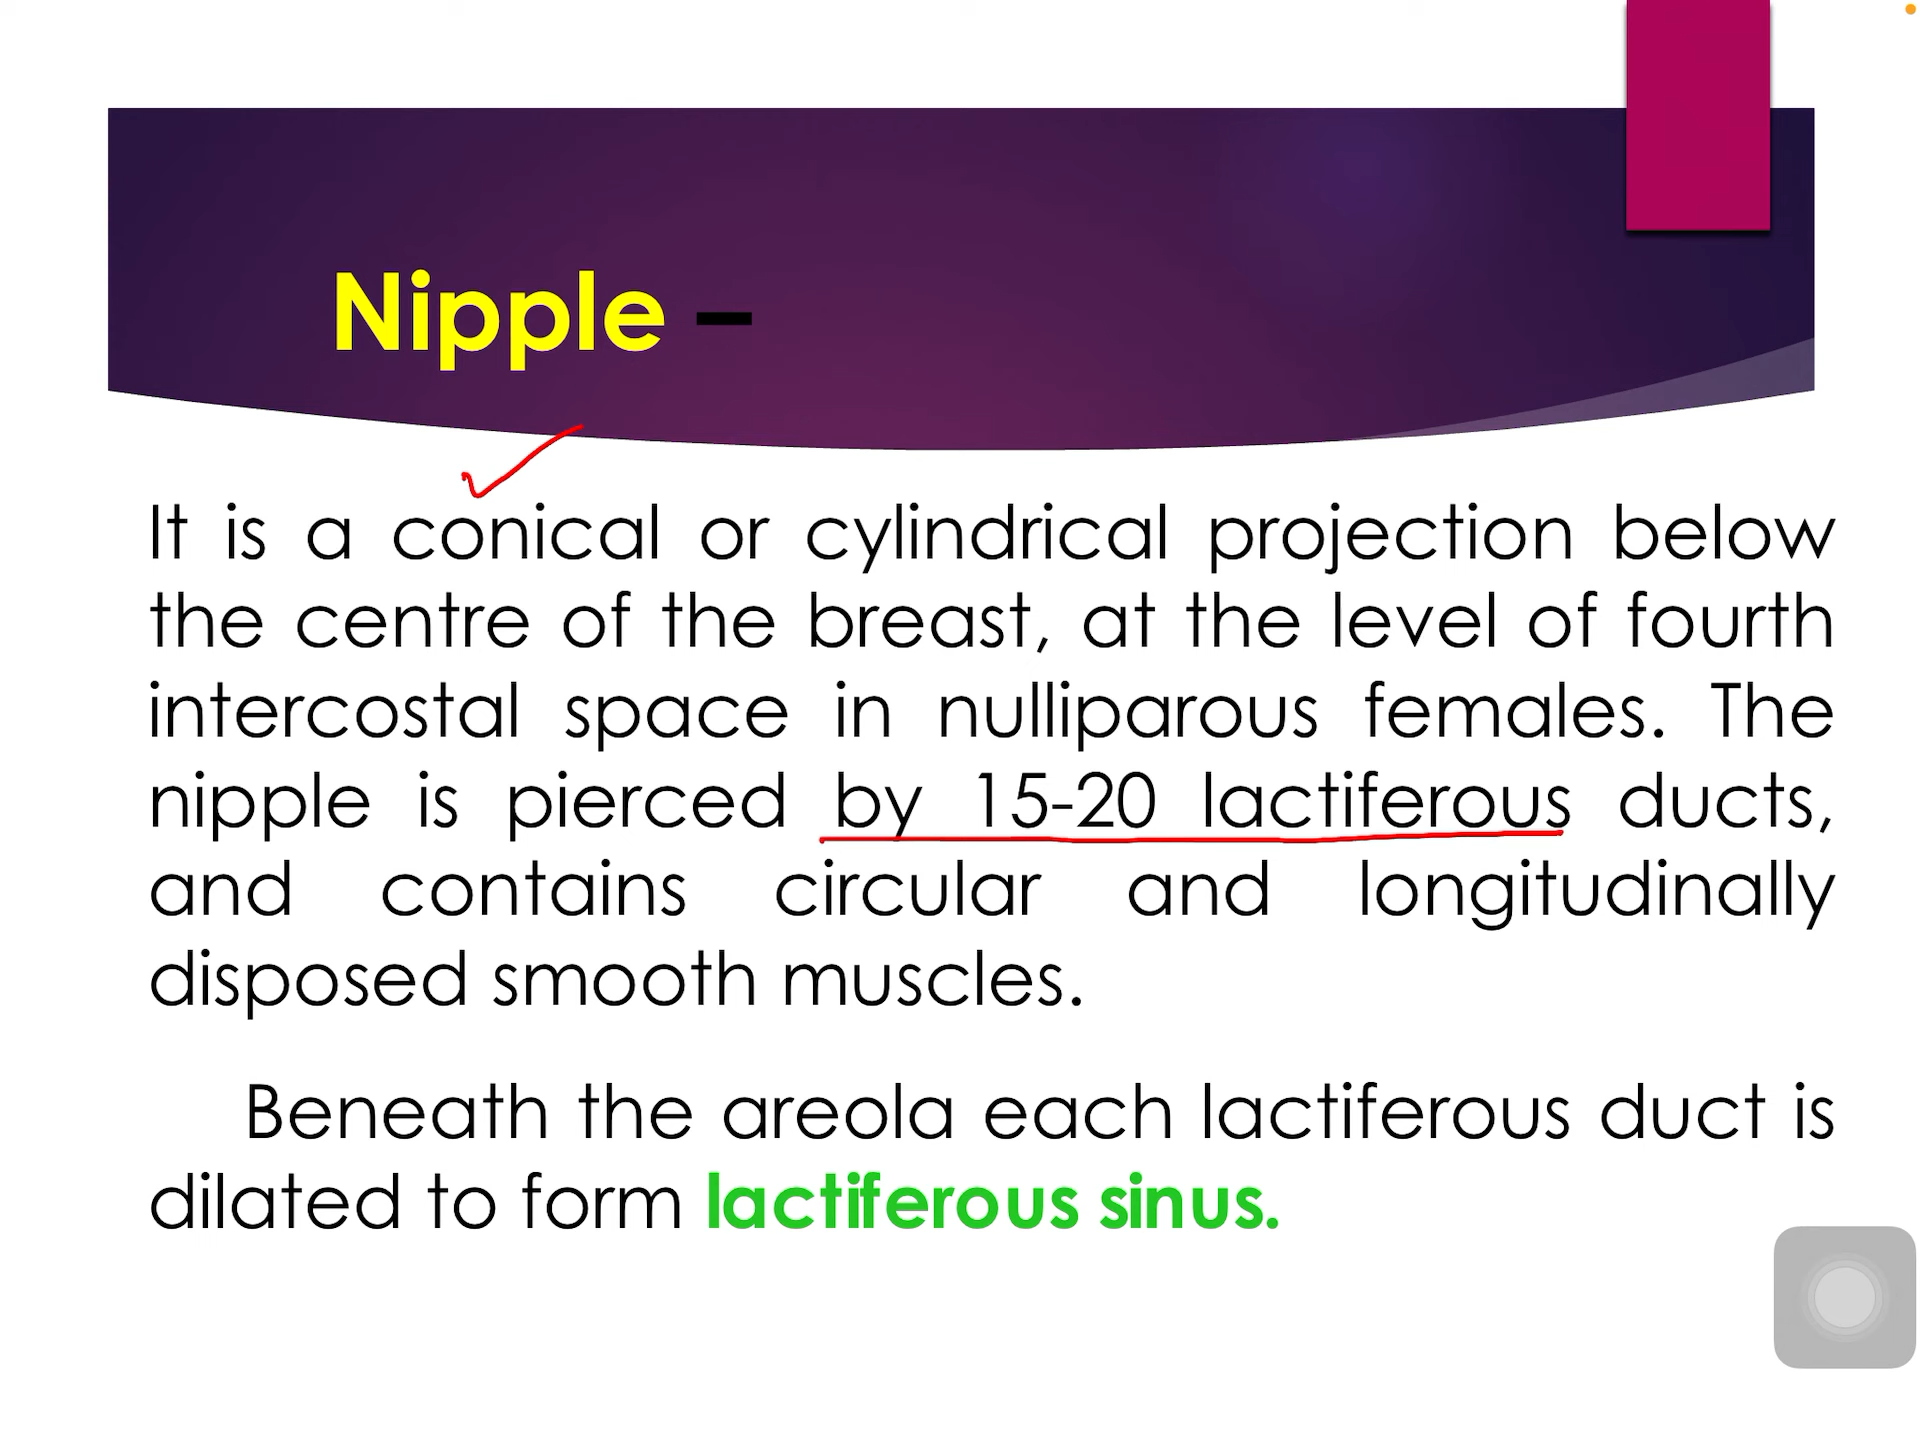 Nipple –
It is a conical or cylindrical projection below
the centre of the breast, at the level of fourth
intercostal space in nulliparous females. The
nipple is pierced by 15-20 lactiferous ducts,
and contains circular and longitudinally
disposed smooth muscles.
Beneath the areola each lactiferous duct is
dilated to form lactiferous sinus.